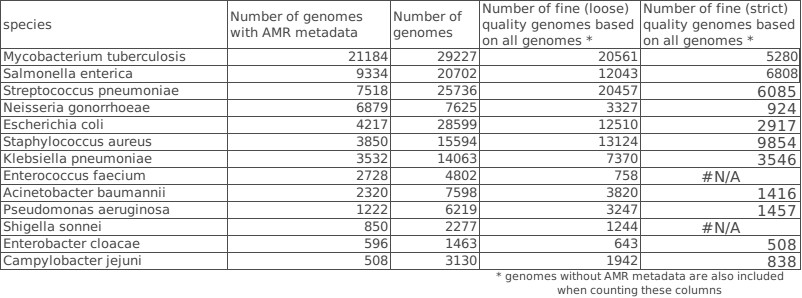 species Number of genomes with AMR metadata Number of genomes Number of fine (loose) quality genomes based on all genomes * Number of fine (strict) quality genomes based on all genomes *
Mycobacterium tuberculosis 21184 29227 20561 5280
Salmonella enterica 9334 20702 12043 6808
Streptococcus pneumoniae 7518 25736 20457 6085
Neisseria gonorrhoeae 6879 7625 3327 924
Escherichia coli 4217 28599 12510 2917
Staphylococcus aureus 3850 15594 13124 9854
Klebsiella pneumoniae 3532 14063 7370 3546
Enterococcus faecium 2728 4802 758 #N/A
Acinetobacter baumannii 2320 7598 3820 1416
Pseudomonas aeruginosa 1222 6219 3247 1457
Shigella sonnei 850 2277 1244 #N/A
Enterobacter cloacae 596 1463 643 508
Campylobacter jejuni 508 3130 1942 838
* genomes without AMR metadata are also included
when counting these columns